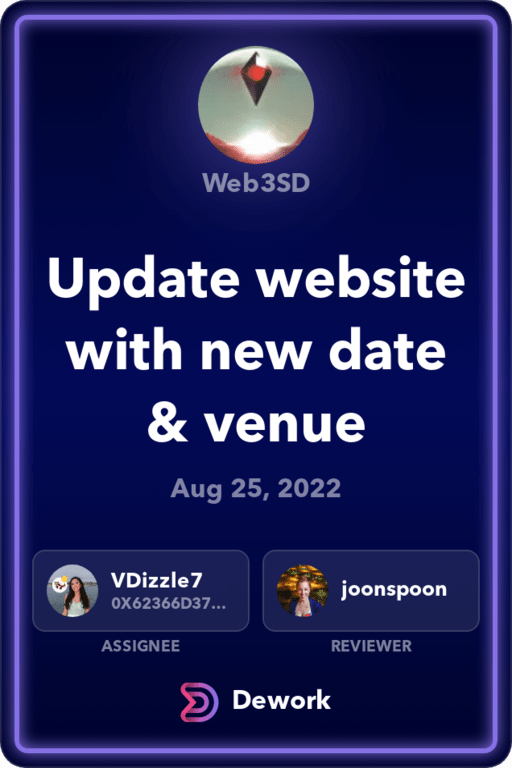 Web3SD
Update website
with new date
& venue
Aug 25, 2022
VDizzle7
0X62366D37...
ASSIGNEE
joonspoon
REVIEWER
Dework